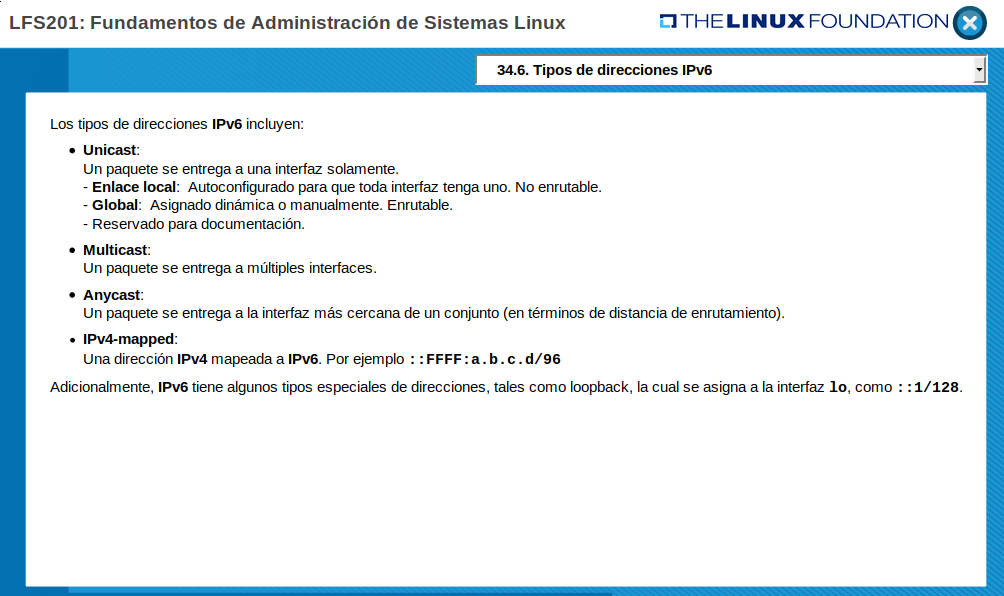 LFS201: Fundamentos de Administración de Sistemas Linux
THE LINUX FOUNDATION
34.6. Tipos de direcciones IPv6
Los tipos de direcciones IPv6 incluyen:
• Unicast:
Un paquete se entrega a una interfaz solamente.
- Enlace local: Autoconfigurado para que toda interfaz tenga uno. No enrutable.
- Global: Asignado dinámica o manualmente. Enrutable.
- Reservado para documentación.
• Multicast:
Un paquete se entrega a múltiples interfaces.
• Anycast:
Un paquete se entrega a la interfaz más cercana de un conjunto (en términos de distancia de enrutamiento).
• IPv4-mapped:
Una dirección IPv4 mapeada a IPv6. Por ejemplo ::FFFF:a.b.c.d/96
Adicionalmente, IPv6 tiene algunos tipos especiales de direcciones, tales como loopback, la cual se asigna a la interfaz lo, como ::1/128.